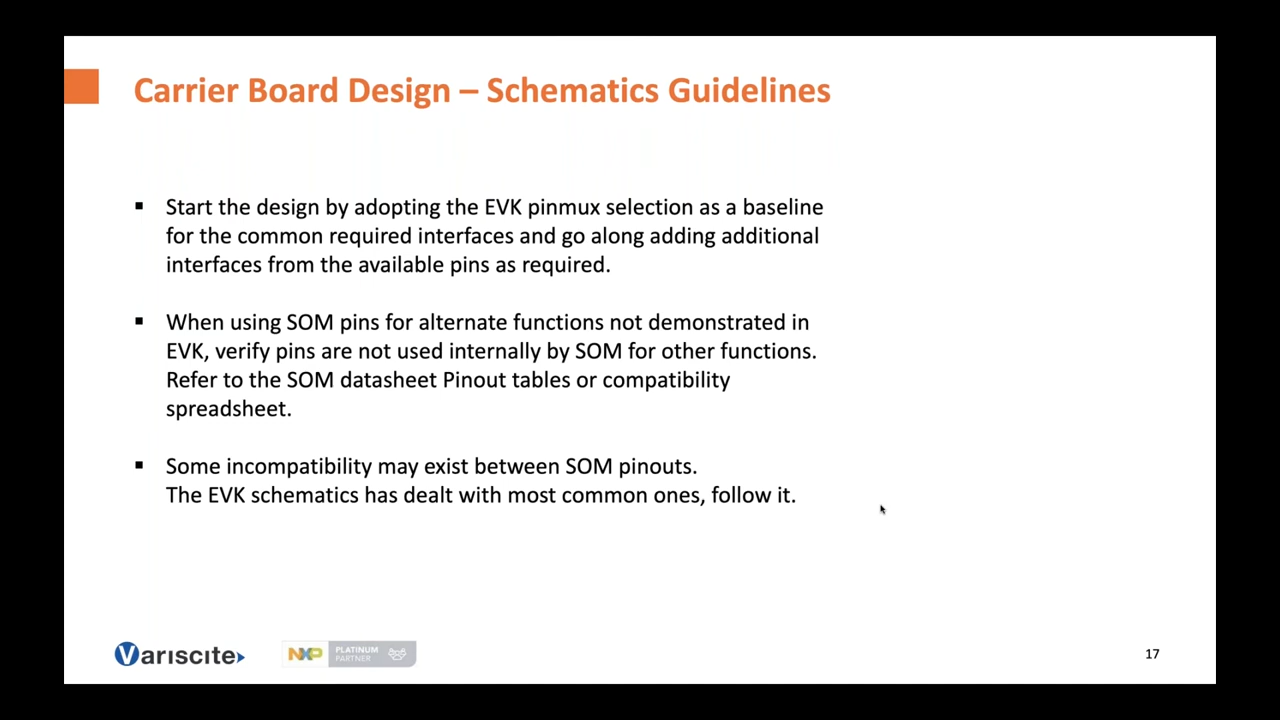 Carrier Board Design – Schematics Guidelines
▪ Start the design by adopting the EVK pinmux selection as a baseline
for the common required interfaces and go along adding additional
interfaces from the available pins as required.
▪ When using SOM pins for alternate functions not demonstrated in
EVK, verify pins are not used internally by SOM for other functions.
Refer to the SOM datasheet Pinout tables or compatibility
spreadsheet.
▪ Some incompatibility may exist between SOM pinouts.
The EVK schematics has dealt with most common ones, follow it.
Variscite
NXP
PLATINUM
PARTNER
17